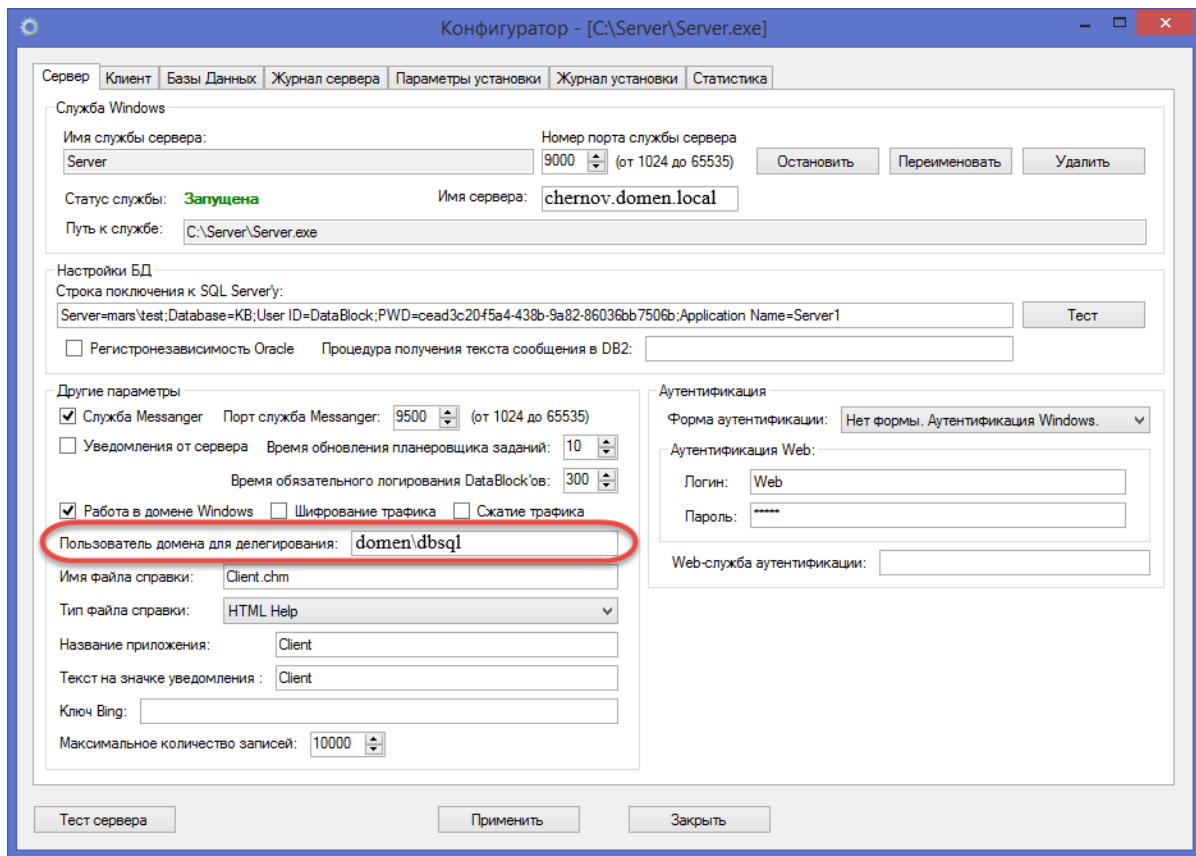 Конфигуратор - [C:\Server\Server.exe]
Сервер Клиент Базы Данных Журнал сервера Параметры установки Журнал установки Статистика
Служба Windows
Имя службы сервера: Номер порта службы сервера
Server 9000 (от 1024 до 65535) Остановить Переименовать Удалить
Статус службы: Запущена Имя сервера: chernov.domen.local
Путь к службе: C:\Server\Server.exe
Настройки БД
Строка поключения к SQL Server'у:
Server=mars\test;Database=KB;User ID=DataBlock;PWD=cead3c20-f5a4-438b-9a82-86036bb7506b;Application Name=Server1 Тест
Регистронезависимость Oracle Процедура получения текста сообщения в DB2:
Другие параметры
Служба Messanger Порт служба Messanger: 9500 (от 1024 до 65535)
Уведомления от сервера Время обновления планеровщика заданий: 10
Время обязательного логирования DataBlock'ов: 300
Работа в домене Windows Шифрование трафика Сжатие трафика
Пользователь домена для делегирования: domen\dbsql
Имя файла справки: Client.chm
Тип файла справки: HTML Help
Название приложения: Client
Текст на значке уведомления : Client
Ключ Bing:
Максимальное количество записей: 10000
Аутентификация
Форма аутентификации: Нет формы. Аутентификация Windows.
Аутентификация Web:
Логин: Web
Пароль: *****
Web-служба аутентификации:
Тест сервера Применить Закрыть